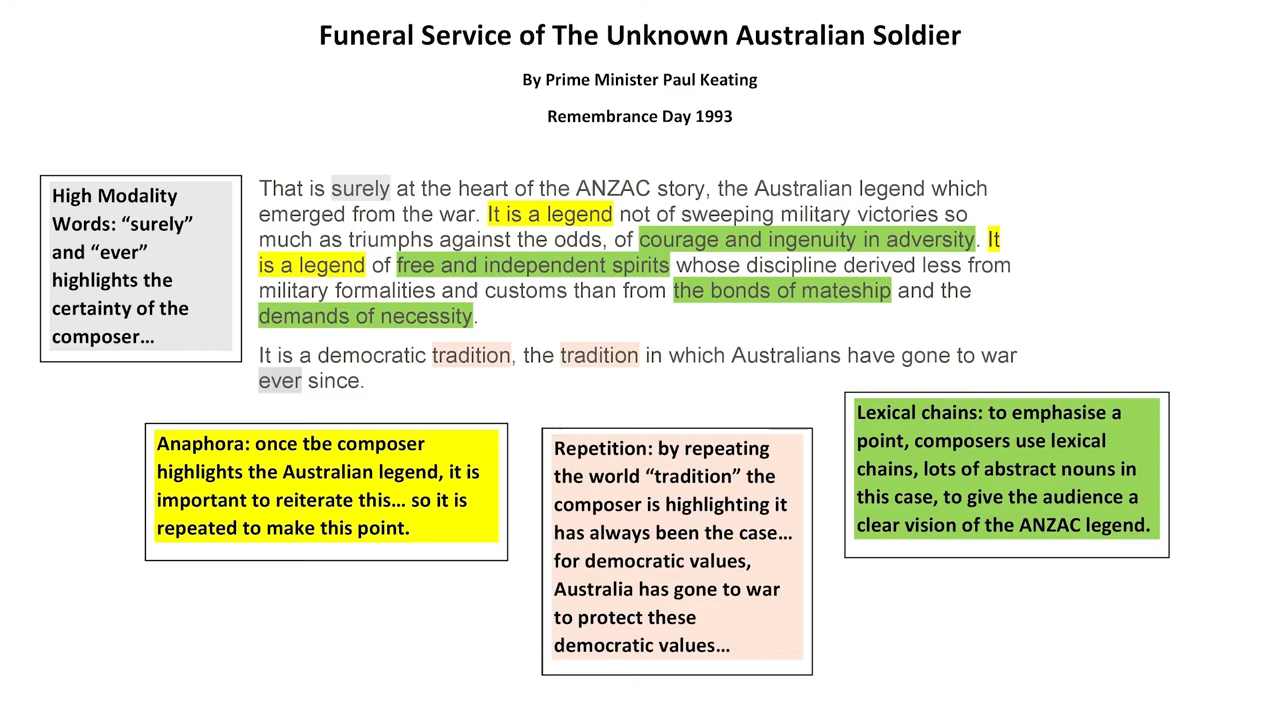 Funeral Service of The Unknown Australian Soldier
By Prime Minister Paul Keating
Remembrance Day 1993
High Modality
Words: “surely”
and “ever”
highlights the
certainty of the
composer…
That is surely at the heart of the ANZAC story, the Australian legend which
emerged from the war. It is a legend not of sweeping military victories so
much as triumphs against the odds, of courage and ingenuity in adversity. It
is a legend of free and independent spirits whose discipline derived less from
military formalities and customs than from the bonds of mateship and the
demands of necessity.
It is a democratic tradition, the tradition in which Australians have gone to war
ever since.
Anaphora: once tbe composer
highlights the Australian legend, it is
important to reiterate this… so it is
repeated to make this point.
Repetition: by repeating
the world “tradition” the
composer is highlighting it
has always been the case…
for democratic values,
Australia has gone to war
to protect these
democratic values…
Lexical chains: to emphasise a
point, composers use lexical
chains, lots of abstract nouns in
this case, to give the audience a
clear vision of the ANZAC legend.